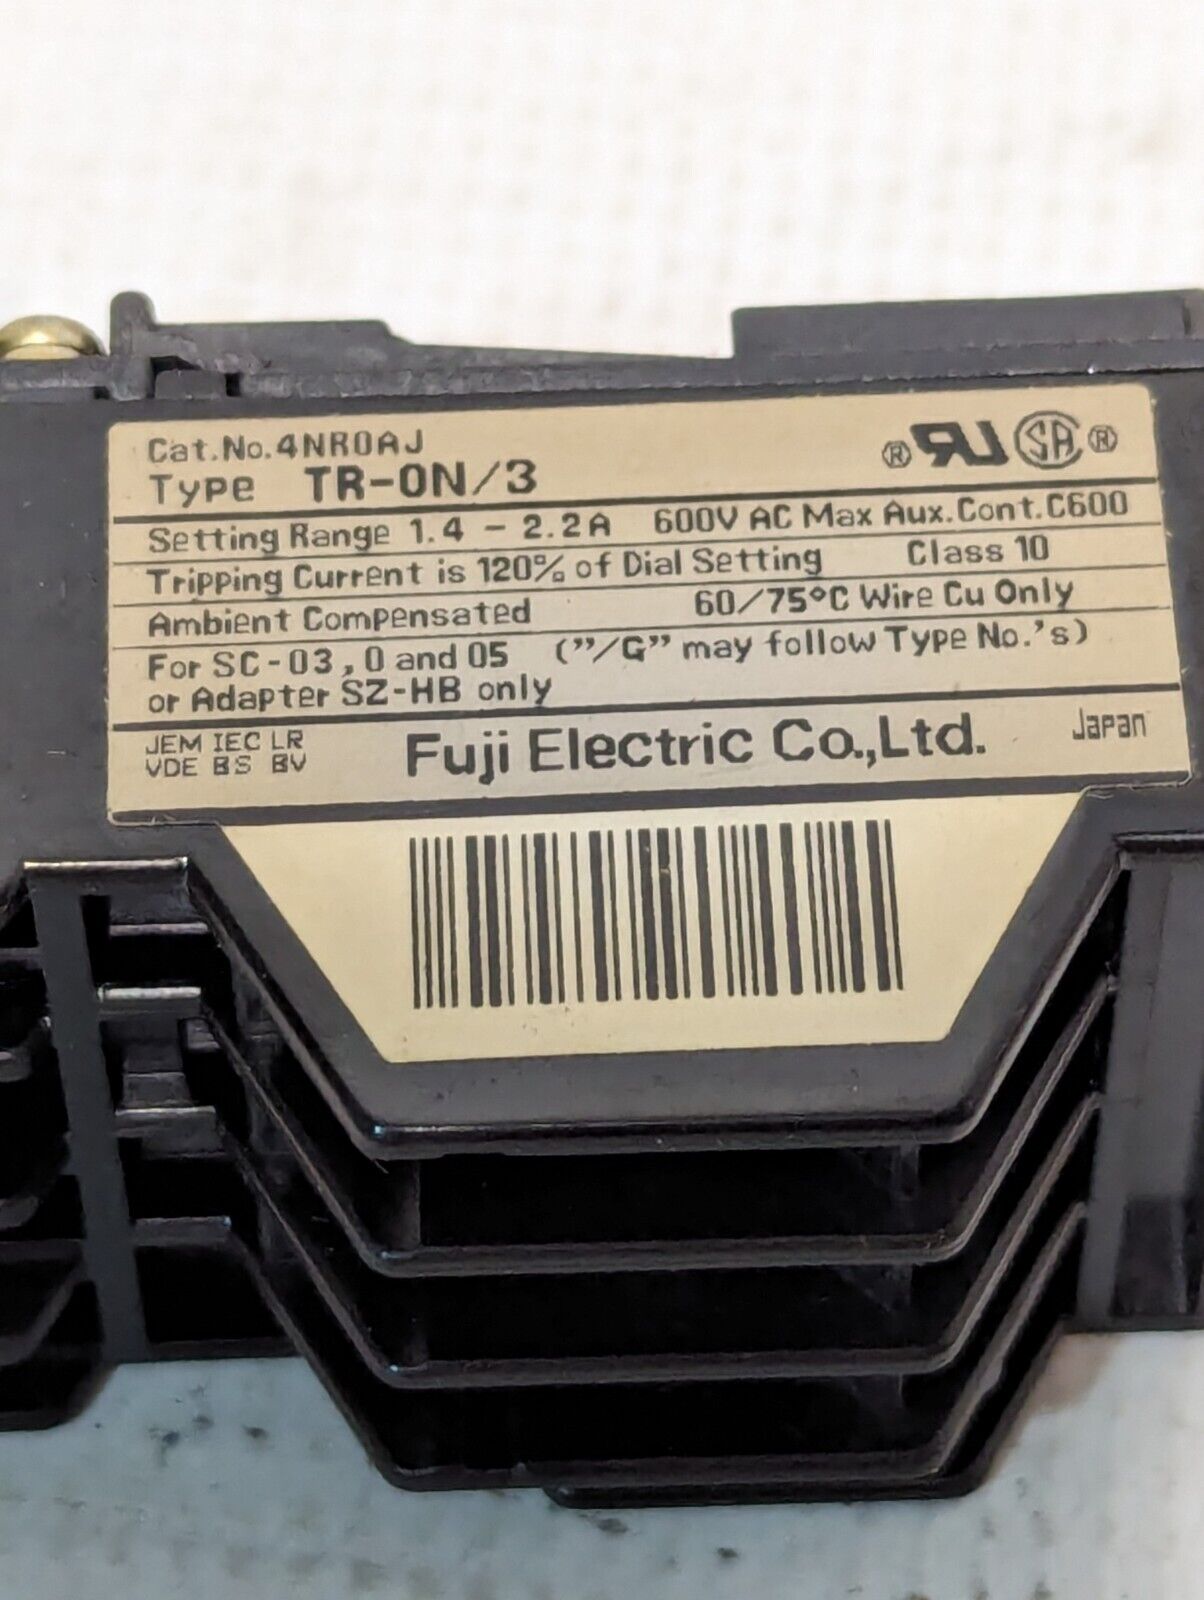 Cat.No.4NR0AJ
Type TR-0N/3
® RU SA ®
Setting Range 1.4 - 2.2A 600V AC Max Aux.Cont.C600
Tripping Current is 120% of Dial Setting Class 10
Ambient Compensated 60/75°C Wire Cu Only
For SC-03,0 and 05 ("/G" may follow Type No.'s)
or Adapter SZ-HB only
JEM IEC LR
VDE BS BV
Fuji Electric Co.,Ltd.
Japan